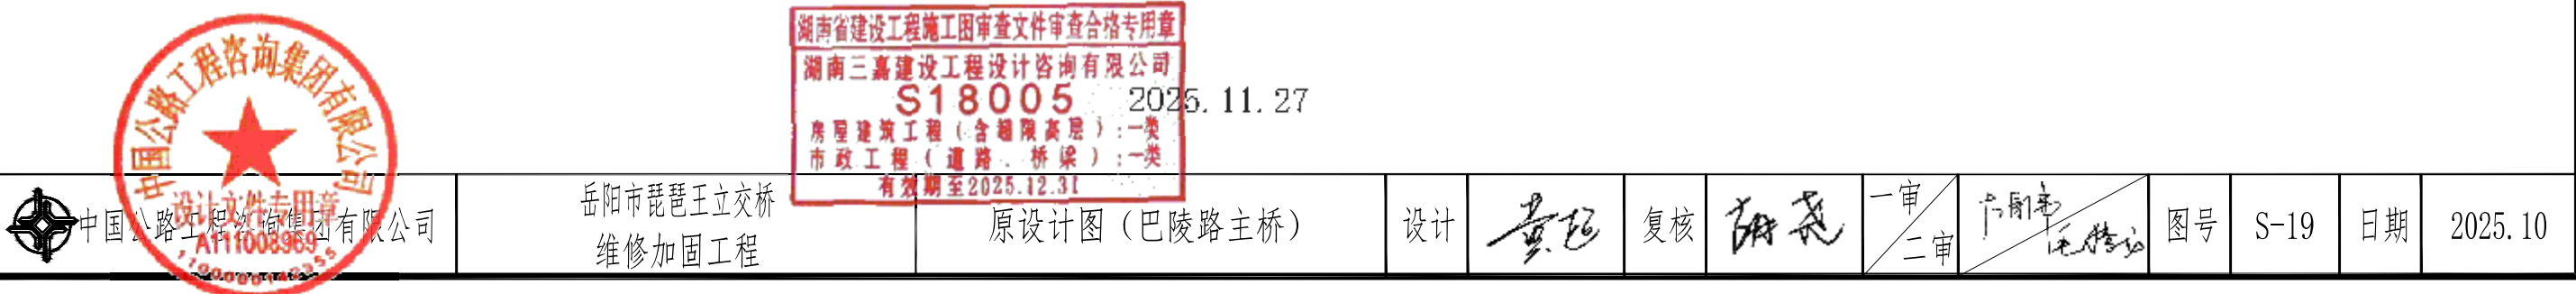 湖南省建设工程施工图审查文件审查合格专用章
湖南三嘉建设工程设计咨询有限公司
S18005
2025.11.27
房屋建筑工程（含超限高层）:一类
市政工程（道路、桥梁）:一类
有效期至2025.12.31
中国公路工程咨询集团有限公司
设计文件专用章
A111008969
中国公路工程咨询集团有限公司
岳阳市琵琶王立交桥
维修加固工程
原设计图（巴陵路主桥）
设计
复核
一审
二审
图号
S-19
日期
2025.10